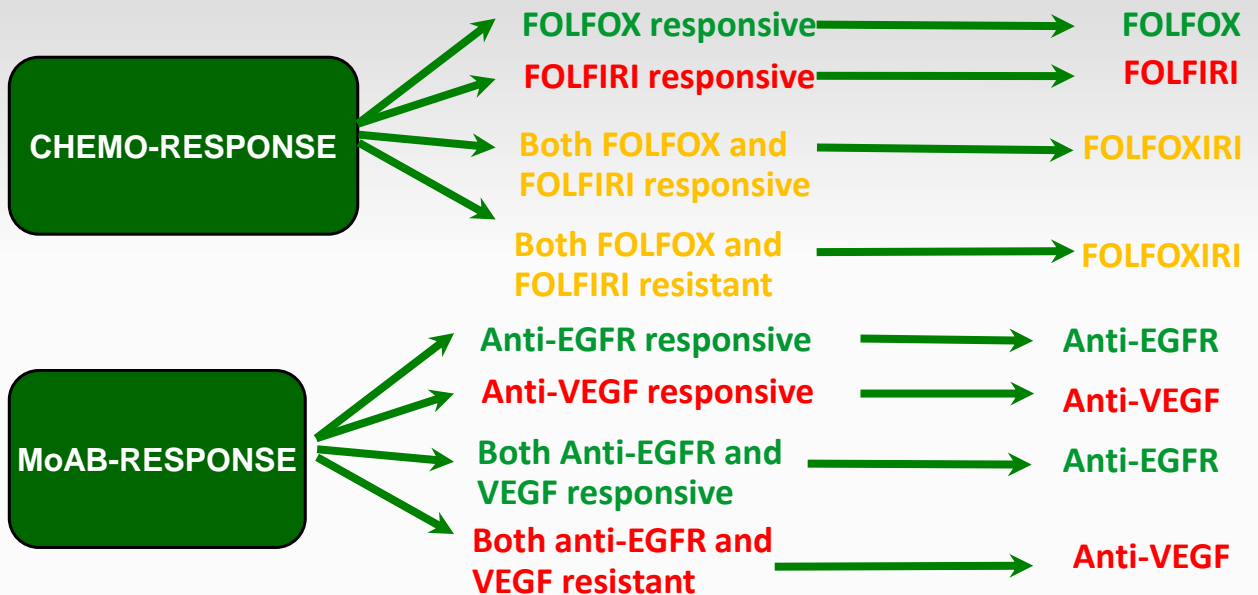 CHEMO-RESPONSE
FOLFOX responsive
FOLFOX
FOLFIRI responsive
FOLFIRI
Both FOLFOX and
FOLFIRI responsive
FOLFOXIRI
Both FOLFOX and
FOLFIRI resistant
FOLFOXIRI
MoAB-RESPONSE
Anti-EGFR responsive
Anti-EGFR
Anti-VEGF responsive
Anti-VEGF
Both Anti-EGFR and
VEGF responsive
Anti-EGFR
Both anti-EGFR and
VEGF resistant
Anti-VEGF